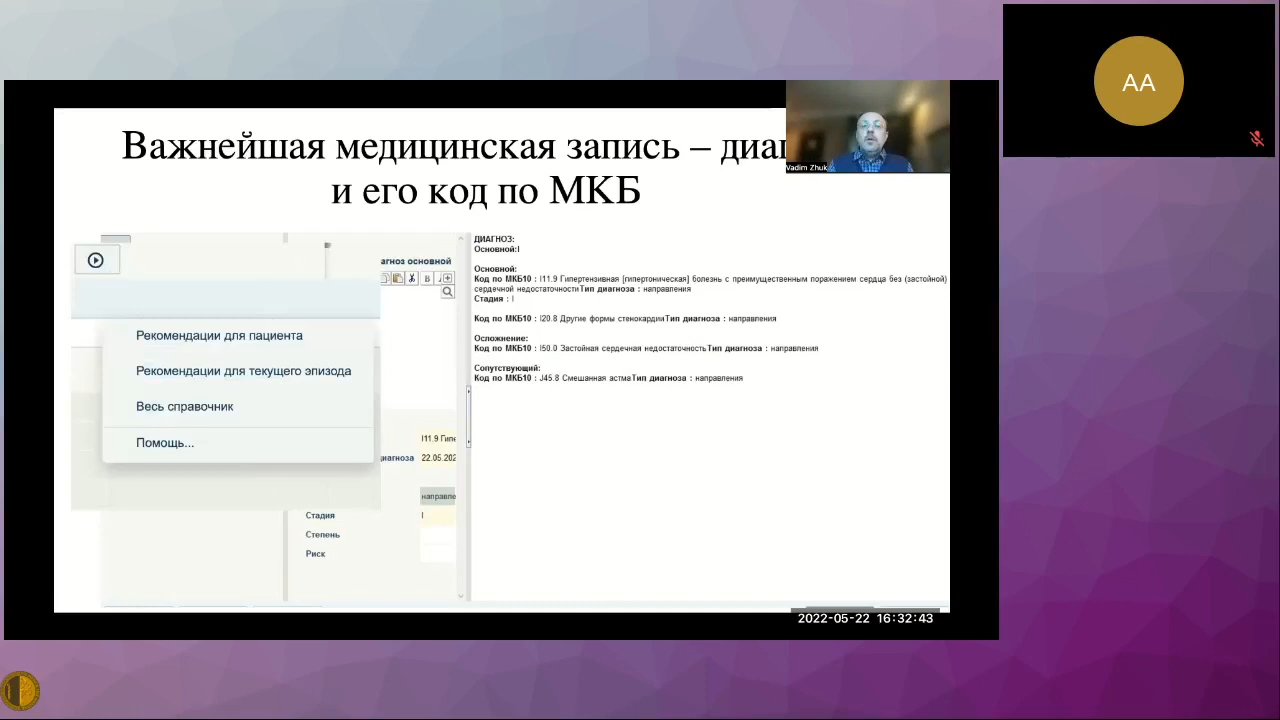 Важнейшая медицинская запись –
и его код по МКБ
Vadim Zhuk
AA
агноз основной
Рекомендации для пациента
Рекомендации для текущего эпизода
Весь справочник
Помощь...
I11.9 Гипе
диагноза 22.05.202
направле
Стадия I
Степень
Риск
ДИАГНОЗ:
Основной:I
Основной:
Код по МКБ10 : I11.9 Гипертензивная [гипертоническая] болезнь с преимущественным поражением сердца без (застойной)
сердечной недостаточностиТип диагноза : направления
Стадия : I
Код по МКБ10 : I20.8 Другие формы стенокардииТип диагноза : направления
Осложнение:
Код по МКБ10 : I50.0 Застойная сердечная недостаточностьТип диагноза : направления
Сопутствующий:
Код по МКБ10 : J45.8 Смешанная астмаТип диагноза : направления
2022-05-22 16:32:43